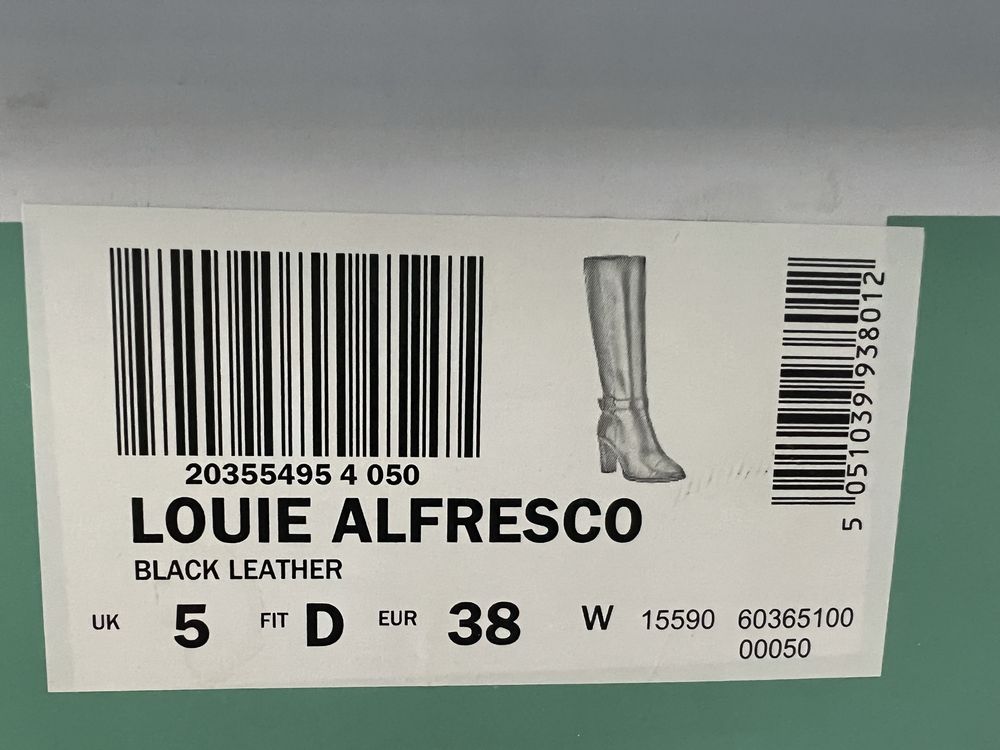 20355495 4 050
LOUIE ALFRESCO
BLACK LEATHER
UK 5 FIT D EUR 38 W 15590 60365100
00050
5 051039 938012